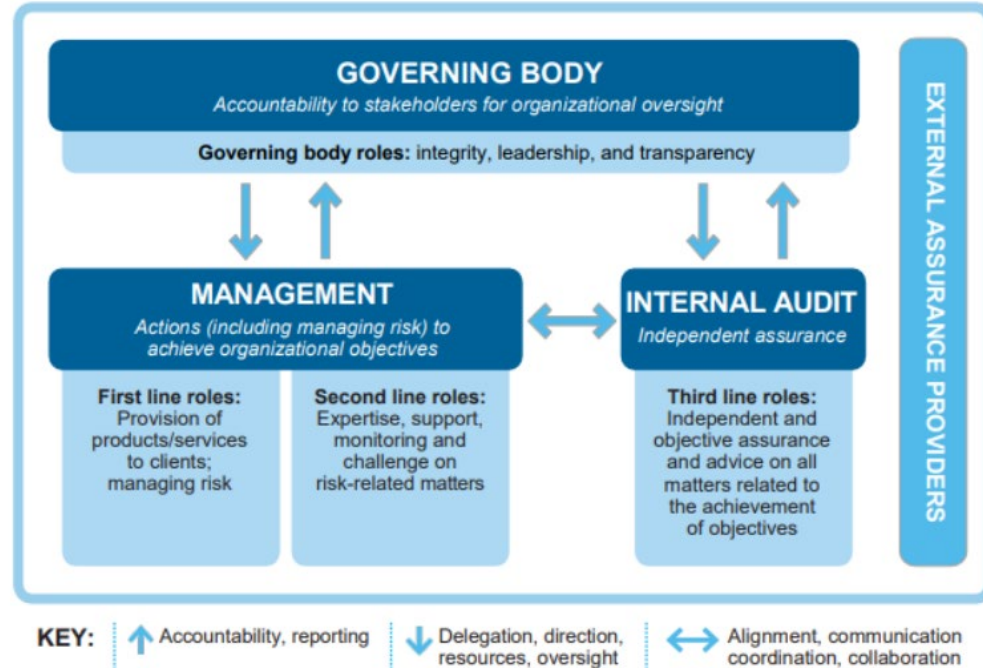 GOVERNING BODY
Accountability to stakeholders for organizational oversight
Governing body roles: integrity, leadership, and transparency
MANAGEMENT
Actions (including managing risk) to
achieve organizational objectives
First line roles:
Provision of
products/services
to clients;
managing risk
Second line roles:
Expertise, support,
monitoring and
challenge on
risk-related matters
INTERNAL AUDIT
Independent assurance
Third line roles:
Independent and
objective assurance
and advice on all
matters related to
the achievement
of objectives
EXTERNAL ASSURANCE PROVIDERS
KEY:
Accountability, reporting
Delegation, direction,
resources, oversight
Alignment, communication
coordination, collaboration